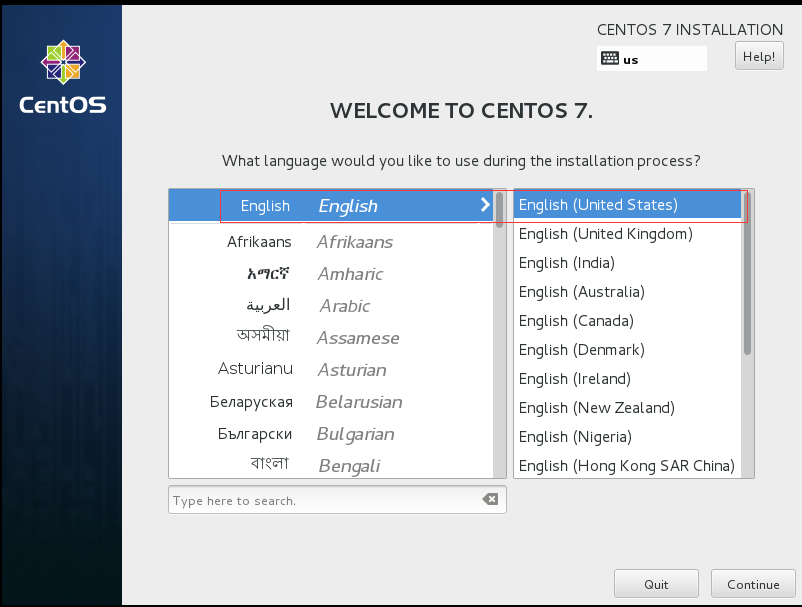 CentOS
CENTOS 7 INSTALLATION
us
Help!
WELCOME TO CENTOS 7.
What language would you like to use during the installation process?
English English
Afrikaans Afrikaans
አማርኛ Amharic
العربية Arabic
অসমীয়া Assamese
Asturianu Asturian
Беларуская Belarusian
Български Bulgarian
বাংলা Bengali
Type here to search.
English (United States)
English (United Kingdom)
English (India)
English (Australia)
English (Canada)
English (Denmark)
English (Ireland)
English (New Zealand)
English (Nigeria)
English (Hong Kong SAR China)
Quit
Continue